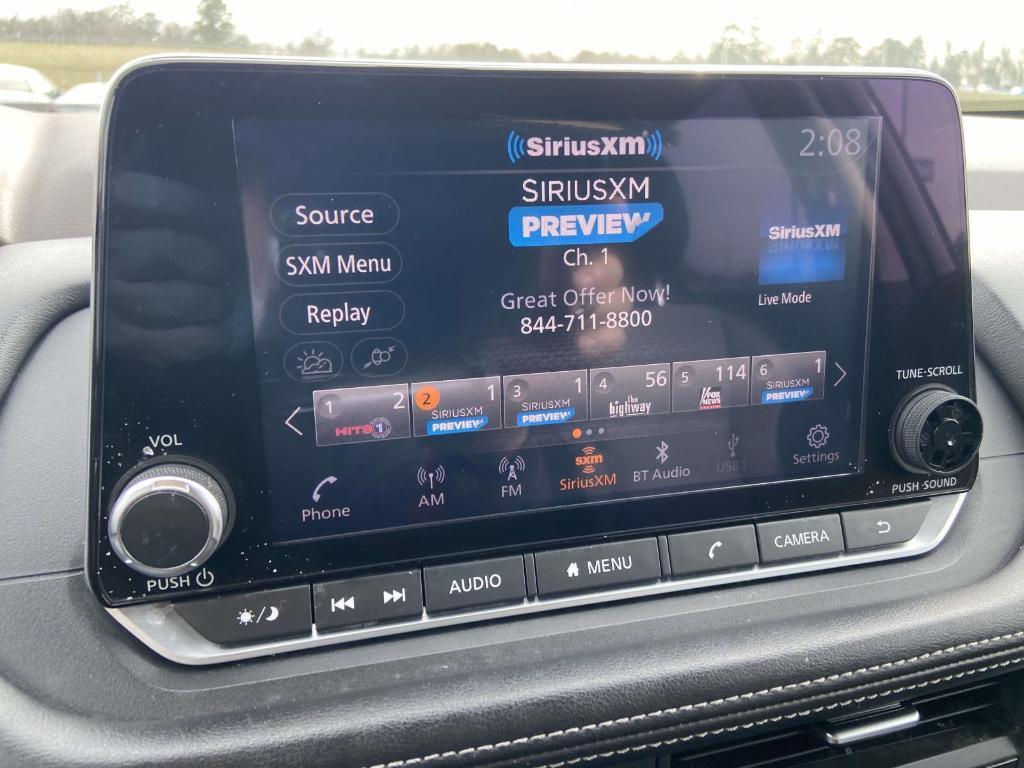 SiriusXM
2:08
SIRIUSXM
PREVIEW
Ch. 1
Source
SXM Menu
Replay
Great Offer Now!
844-711-8800
SiriusXM
Live Mode
1 2
HITS 1
2 1
SIRIUSXM
PREVIEW
3 1
SIRIUSXM
PREVIEW
4 56
the highway
5 114
FOX NEWS
6 1
SIRIUSXM
PREVIEW
Phone
AM
FM
sxm
SiriusXM
BT Audio
USB1
Settings
VOL
PUSH
TUNE·SCROLL
PUSH·SOUND
AUDIO
MENU
CAMERA